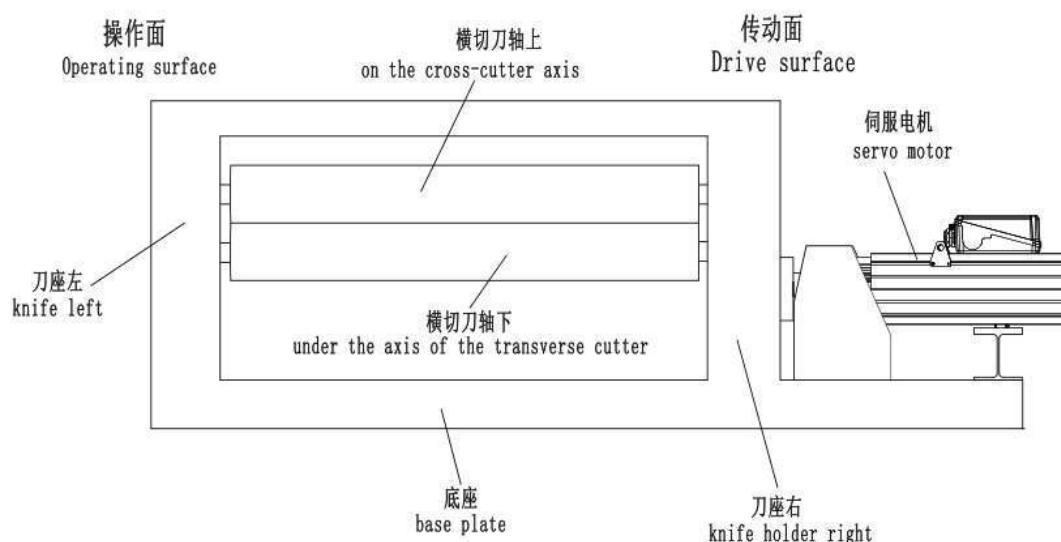 操作面
Operating surface
横切刀轴上
on the cross-cutter axis
传动面
Drive surface
伺服电机
servo motor
刀座左
knife left
横切刀轴下
under the axis of the transverse cutter
底座
base plate
刀座右
knife holder right